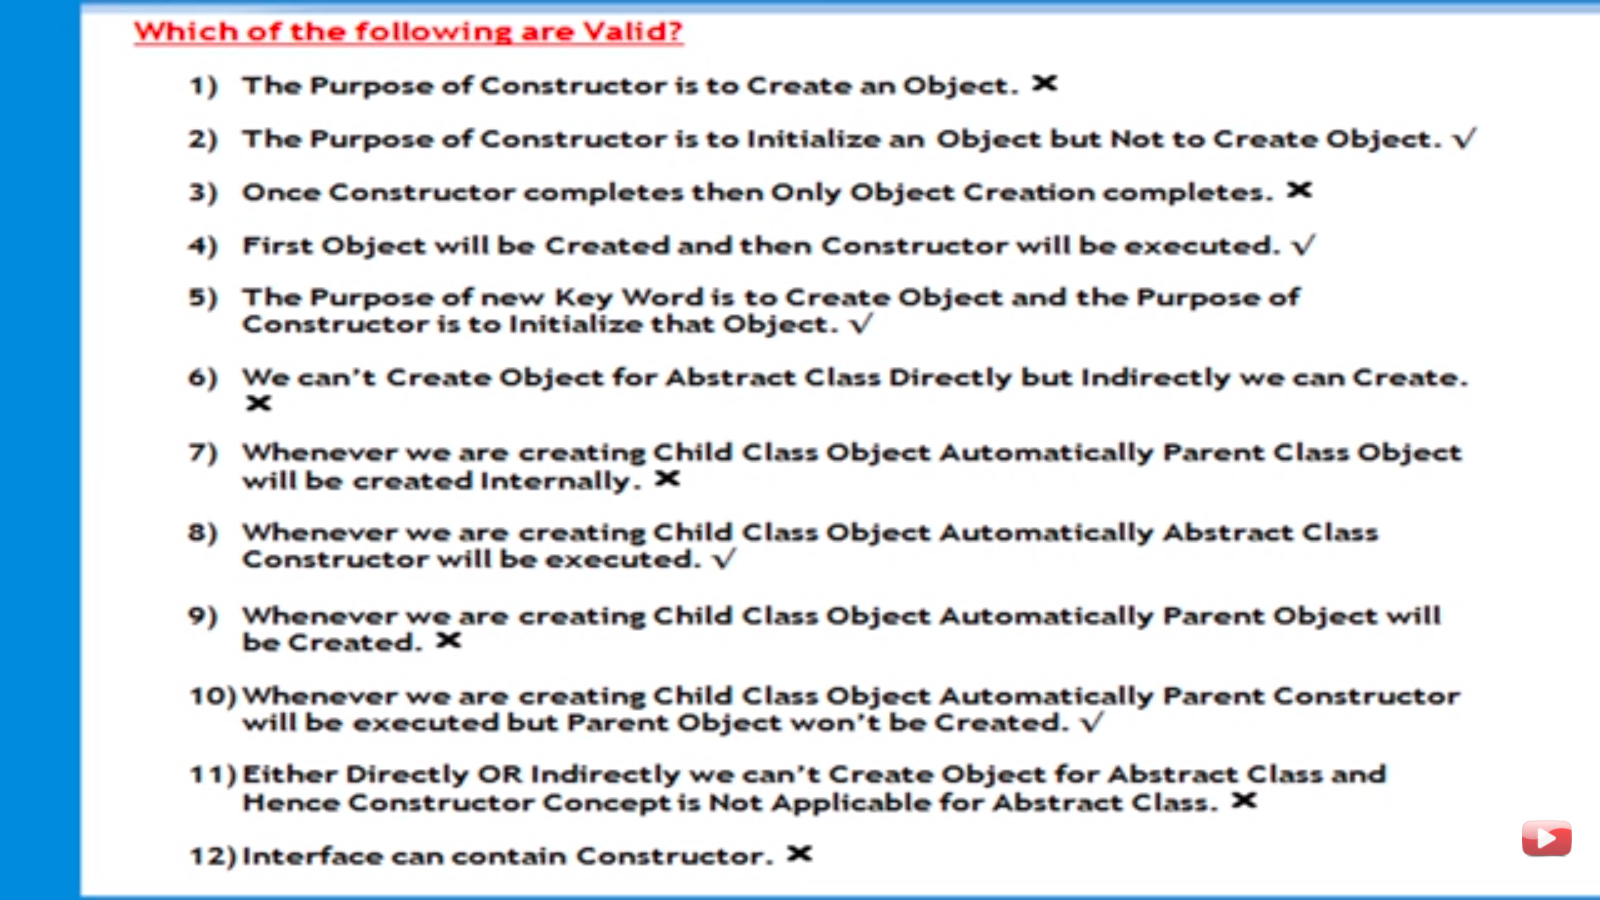 Which of the following are Valid?
1) The Purpose of Constructor is to Create an Object. ✕
2) The Purpose of Constructor is to Initialize an Object but Not to Create Object. √
3) Once Constructor completes then Only Object Creation completes. ✕
4) First Object will be Created and then Constructor will be executed. √
5) The Purpose of new Key Word is to Create Object and the Purpose of
Constructor is to Initialize that Object. √
6) We can't Create Object for Abstract Class Directly but Indirectly we can Create.
✕
7) Whenever we are creating Child Class Object Automatically Parent Class Object
will be created Internally. ✕
8) Whenever we are creating Child Class Object Automatically Abstract Class
Constructor will be executed. √
9) Whenever we are creating Child Class Object Automatically Parent Object will
be Created. ✕
10) Whenever we are creating Child Class Object Automatically Parent Constructor
will be executed but Parent Object won't be Created. √
11) Either Directly OR Indirectly we can't Create Object for Abstract Class and
Hence Constructor Concept is Not Applicable for Abstract Class. ✕
12) Interface can contain Constructor. ✕